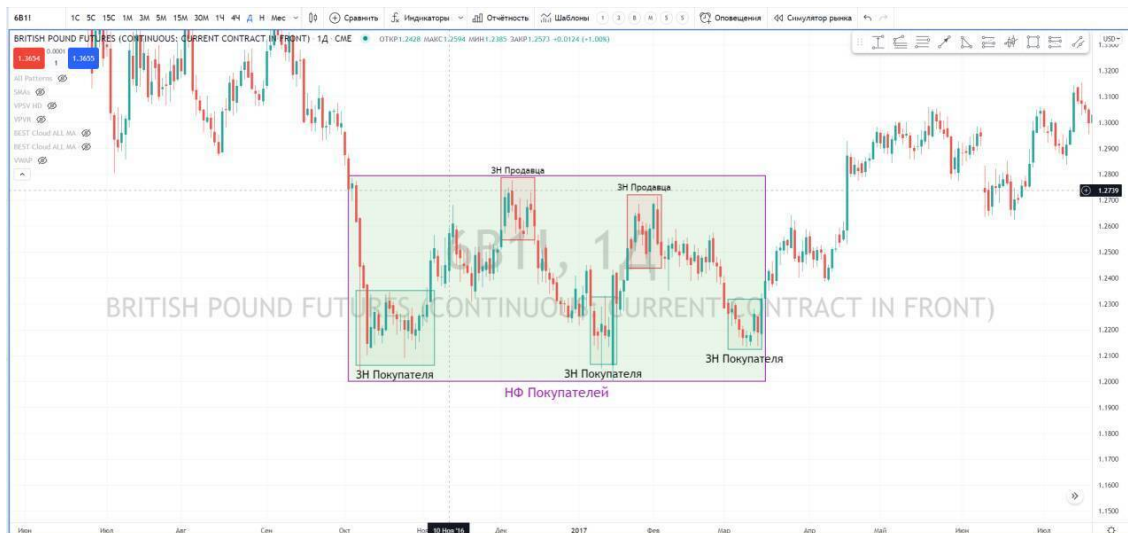 6B1!
1С 5С 15С 1М 3М 5М 15М 30М 1Ч 4Ч Д Н Мес
Сравнить
Индикаторы
Отчётность
Шаблоны 1 3 8 M S S
Оповещения
Симулятор рынка
BRITISH POUND FUTURES (CONTINUOUS: CURRENT CONTRACT IN FRONT) · 1Д · CME
ОТКР1.2428 МАКС1.2594 МИН1.2385 ЗАКР1.2573 +0.0124 (+1.00%)
USD
1.3654
0.0001
1
1.3655
All Patterns
SMAs
VPSV HD
VPVR
BEST Cloud ALL MA
BEST Cloud ALL MA
VWAP
1.3200
1.3100
1.3000
1.2900
1.2800
1.2739
1.2700
1.2600
1.2500
1.2400
1.2300
1.2200
1.2100
1.2000
1.1900
1.1800
1.1700
1.1600
1.1500
ЗН Продавца
ЗН Продавца
6B1!, 1Д
BRITISH POUND FUTURES (CONTINUOUS: CURRENT CONTRACT IN FRONT)
ЗН Покупателя
ЗН Покупателя
ЗН Покупателя
НФ Покупателей
Июн Июл Авг Сен Окт 10 Ноя '16 Дек 2017 Фев Мар Апр Май Июн Июл